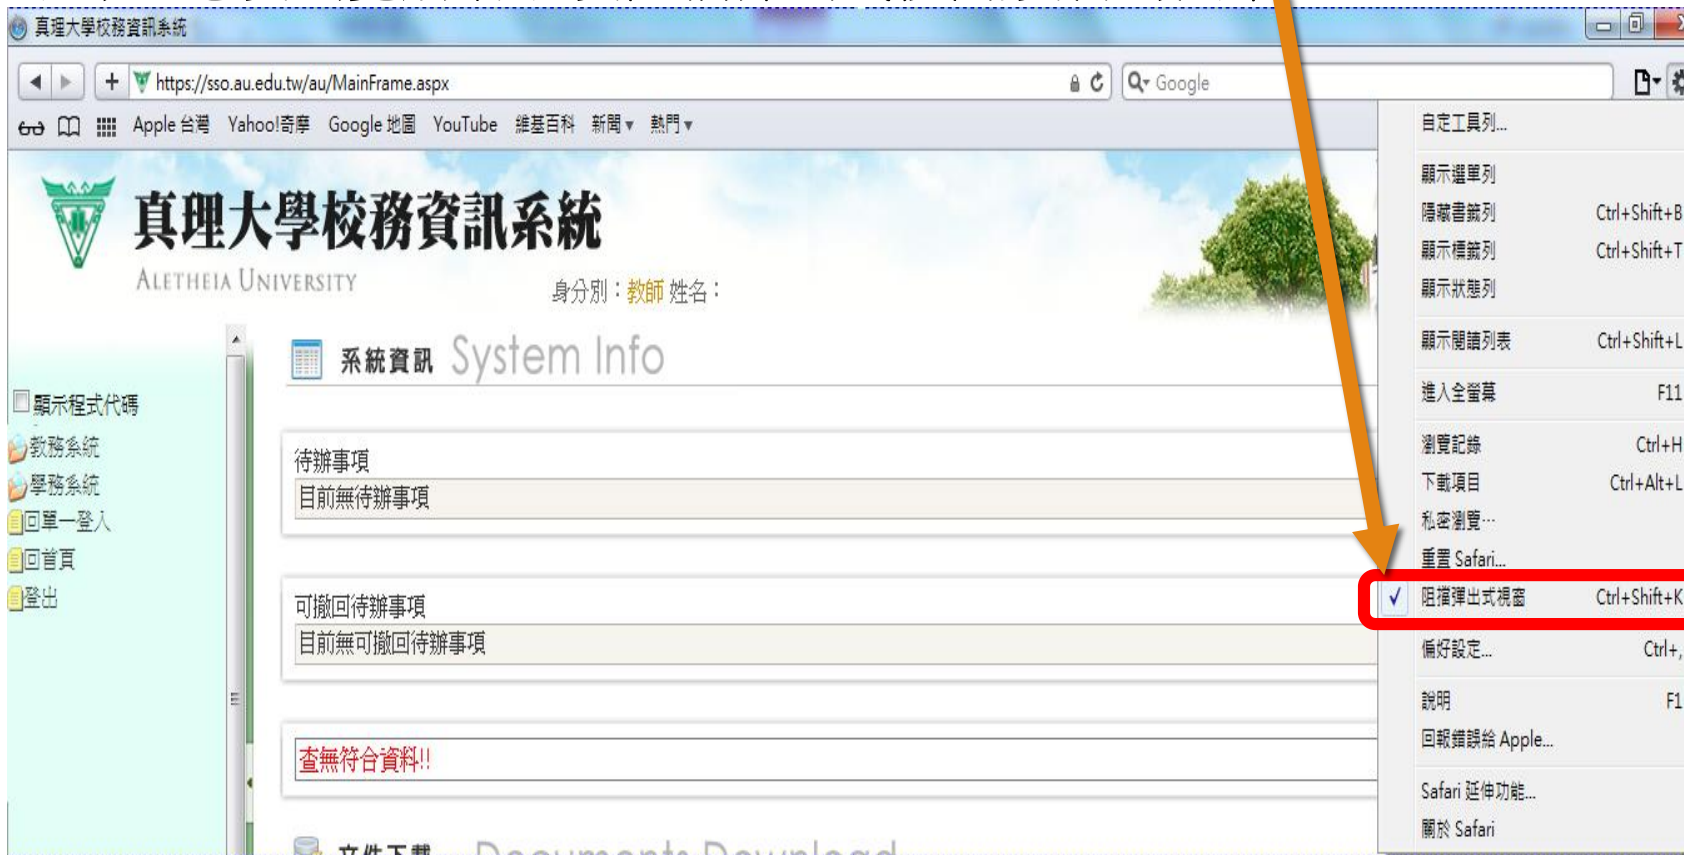 真理大學校務資訊系統
https://sso.au.edu.tw/au/MainFrame.aspx
Google
Apple 台灣 Yahoo!奇摩 Google 地圖 YouTube 維基百科 新聞 熱門
真理大學校務資訊系統
ALETHEIA UNIVERSITY
身分別：教師 姓名：
顯示程式代碼
教務系統
學務系統
回單一登入
回首頁
登出
系統資訊 System Info
待辦事項
目前無待辦事項
可撤回待辦事項
目前無可撤回待辦事項
查無符合資料!!
文件下載 Documents Download
自定工具列...
顯示選單列
隱藏書籤列 Ctrl+Shift+B
顯示標籤列 Ctrl+Shift+T
顯示狀態列
顯示閱讀列表 Ctrl+Shift+L
進入全螢幕 F11
瀏覽記錄 Ctrl+H
下載項目 Ctrl+Alt+L
私密瀏覽…
重置 Safari...
阻擋彈出式視窗 Ctrl+Shift+K
偏好設定... Ctrl+,
說明 F1
回報錯誤給 Apple...
Safari 延伸功能...
關於 Safari